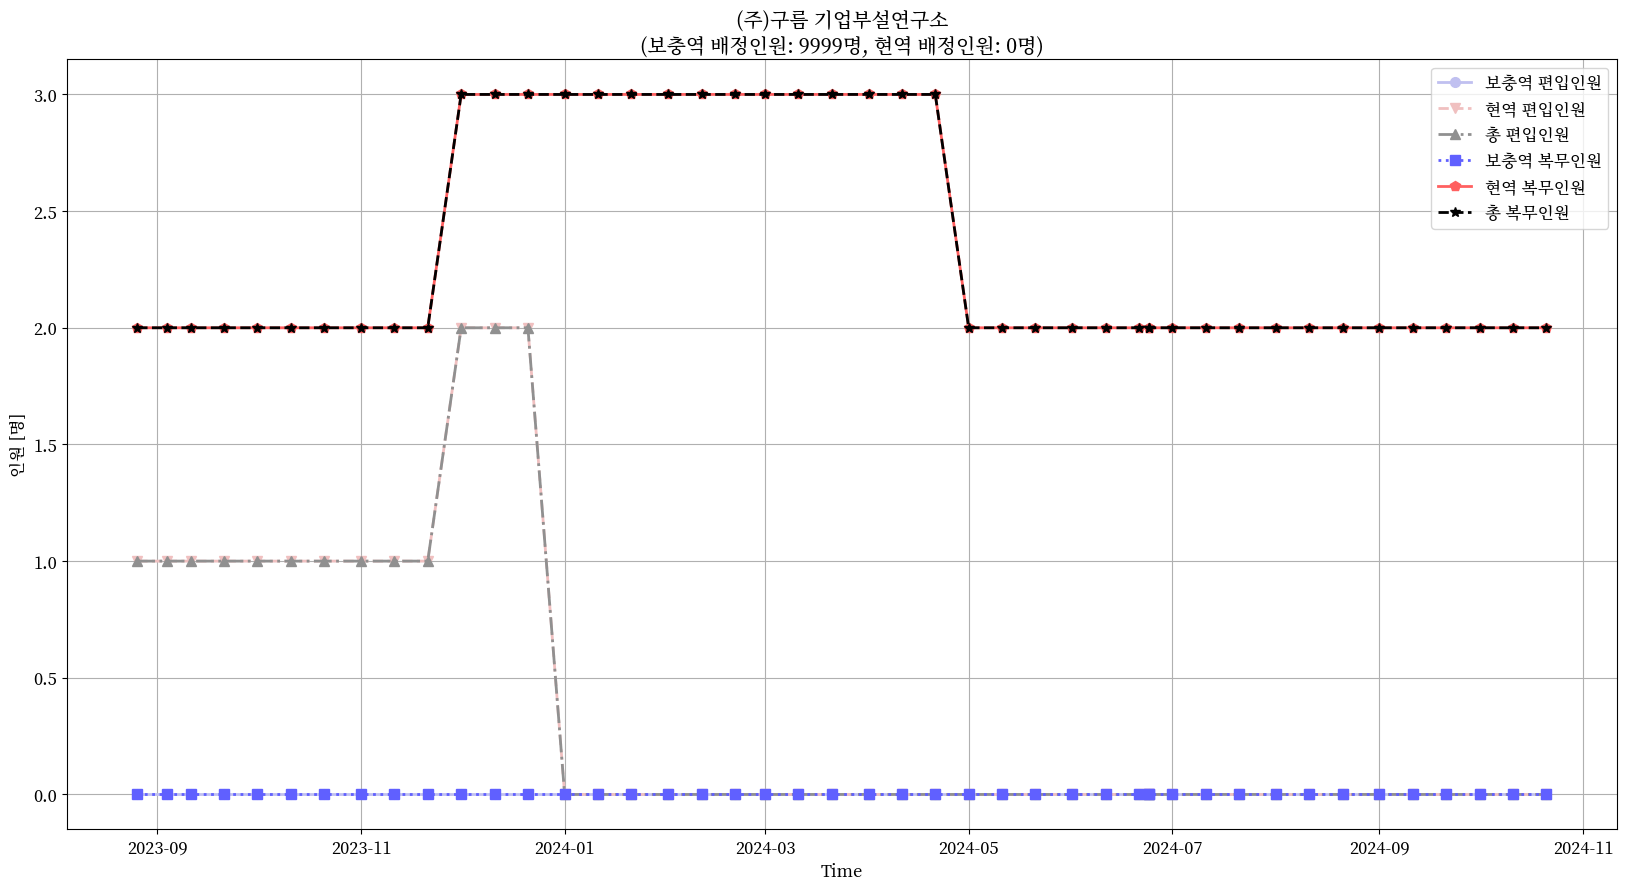 (주)구름 기업부설연구소
(보충역 배정인원: 9999명, 현역 배정인원: 0명)
보충역 편입인원
현역 편입인원
총 편입인원
보충역 복무인원
현역 복무인원
총 복무인원
인원 [명]
3.0
2.5
2.0
1.5
1.0
0.5
0.0
2023-09 2023-11 2024-01 2024-03 2024-05 2024-07 2024-09 2024-11
Time